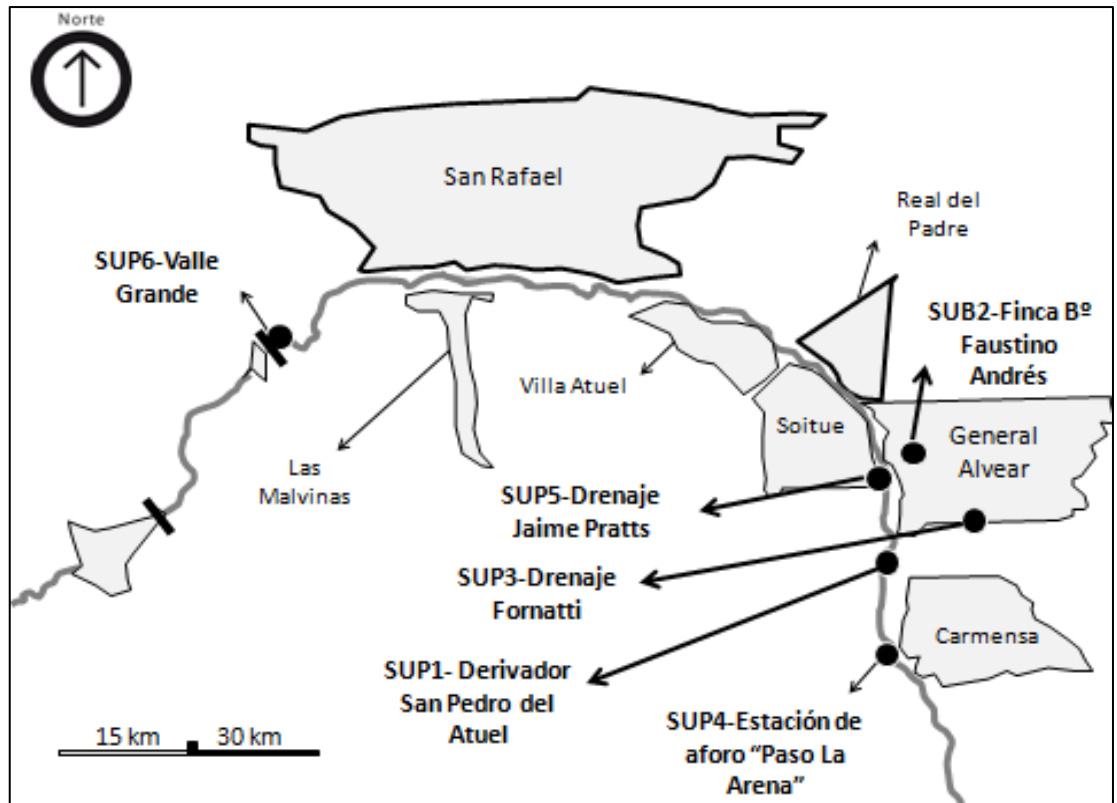 Norte
San Rafael
Real del
Padre
SUP6-Valle
Grande
SUB2-Finca Bº
Faustino
Andrés
Villa Atuel
Soitue
General
Alvear
Las
Malvinas
SUP5-Drenaje
Jaime Pratts
SUP3-Drenaje
Fornatti
Carmensa
SUP1- Derivador
San Pedro del
Atuel
SUP4-Estación de
aforo “Paso La
Arena”
15 km 30 km